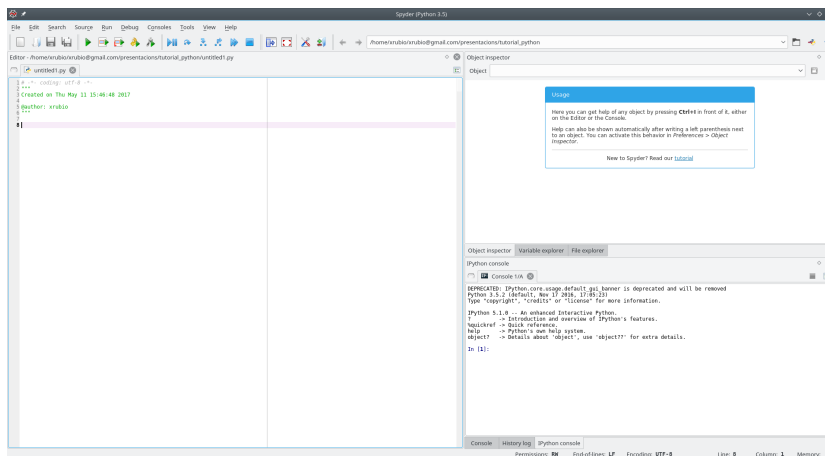 Spyder (Python 3.5)
File Edit Search Source Run Debug Consoles Tools View Help
/home/xrubio/xrubio@gmail.com/presentacions/tutorial_python
Editor - /home/xrubio/xrubio@gmail.com/presentacions/tutorial_python/untitled1.py
untitled1.py
1 # -*- coding: utf-8 -*-
2 """
3 Created on Thu May 11 15:46:48 2017
4
5 @author: xrubio
6 """
7
8
Object inspector
Object
Usage
Here you can get help of any object by pressing Ctrl+I in front of it, either
on the Editor or the Console.
Help can also be shown automatically after writing a left parenthesis next
to an object. You can activate this behavior in Preferences > Object
Inspector.
New to Spyder? Read our tutorial
Object inspector Variable explorer File explorer
IPython console
Console 1/A
DEPRECATED: IPython.core.usage.default_gui_banner is deprecated and will be removed
Python 3.5.2 (default, Nov 17 2016, 17:05:23)
Type "copyright", "credits" or "license" for more information.
IPython 5.1.0 -- An enhanced Interactive Python.
? -> Introduction and overview of IPython's features.
%quickref -> Quick reference.
help -> Python's own help system.
object? -> Details about 'object', use 'object??' for extra details.
In [1]:
Console History log IPython console
Permissions: RW End-of-lines: LF Encoding: UTF-8 Line: 8 Column: 1 Memory: